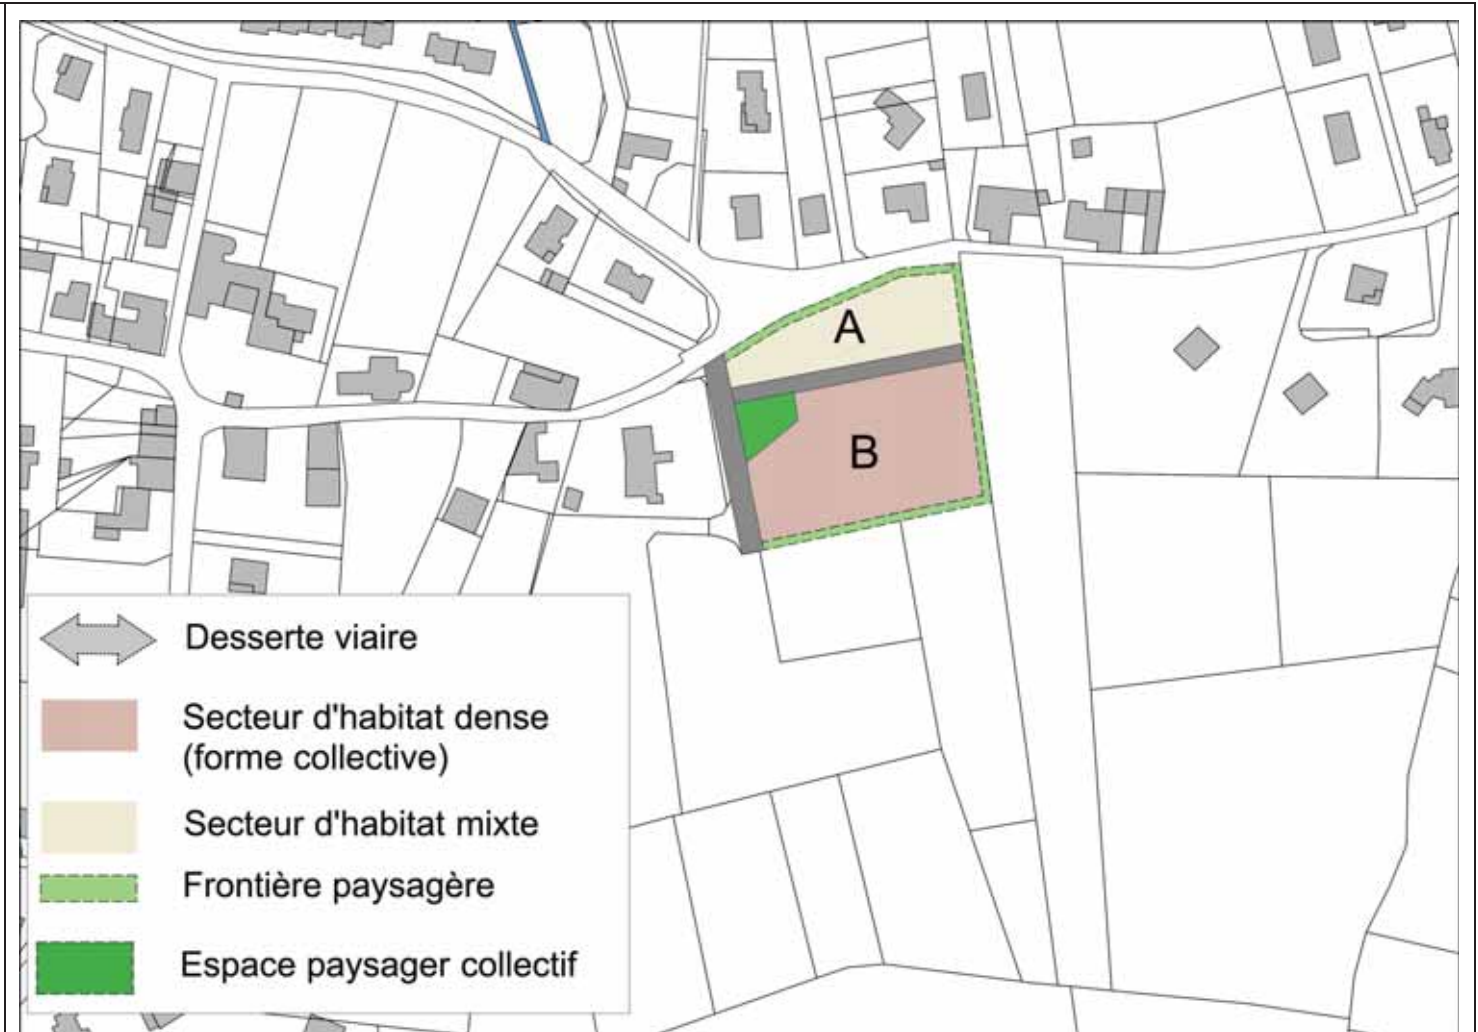 A
B
Desserte viaire
Secteur d'habitat dense
(forme collective)
Secteur d'habitat mixte
Frontière paysagère
Espace paysager collectif